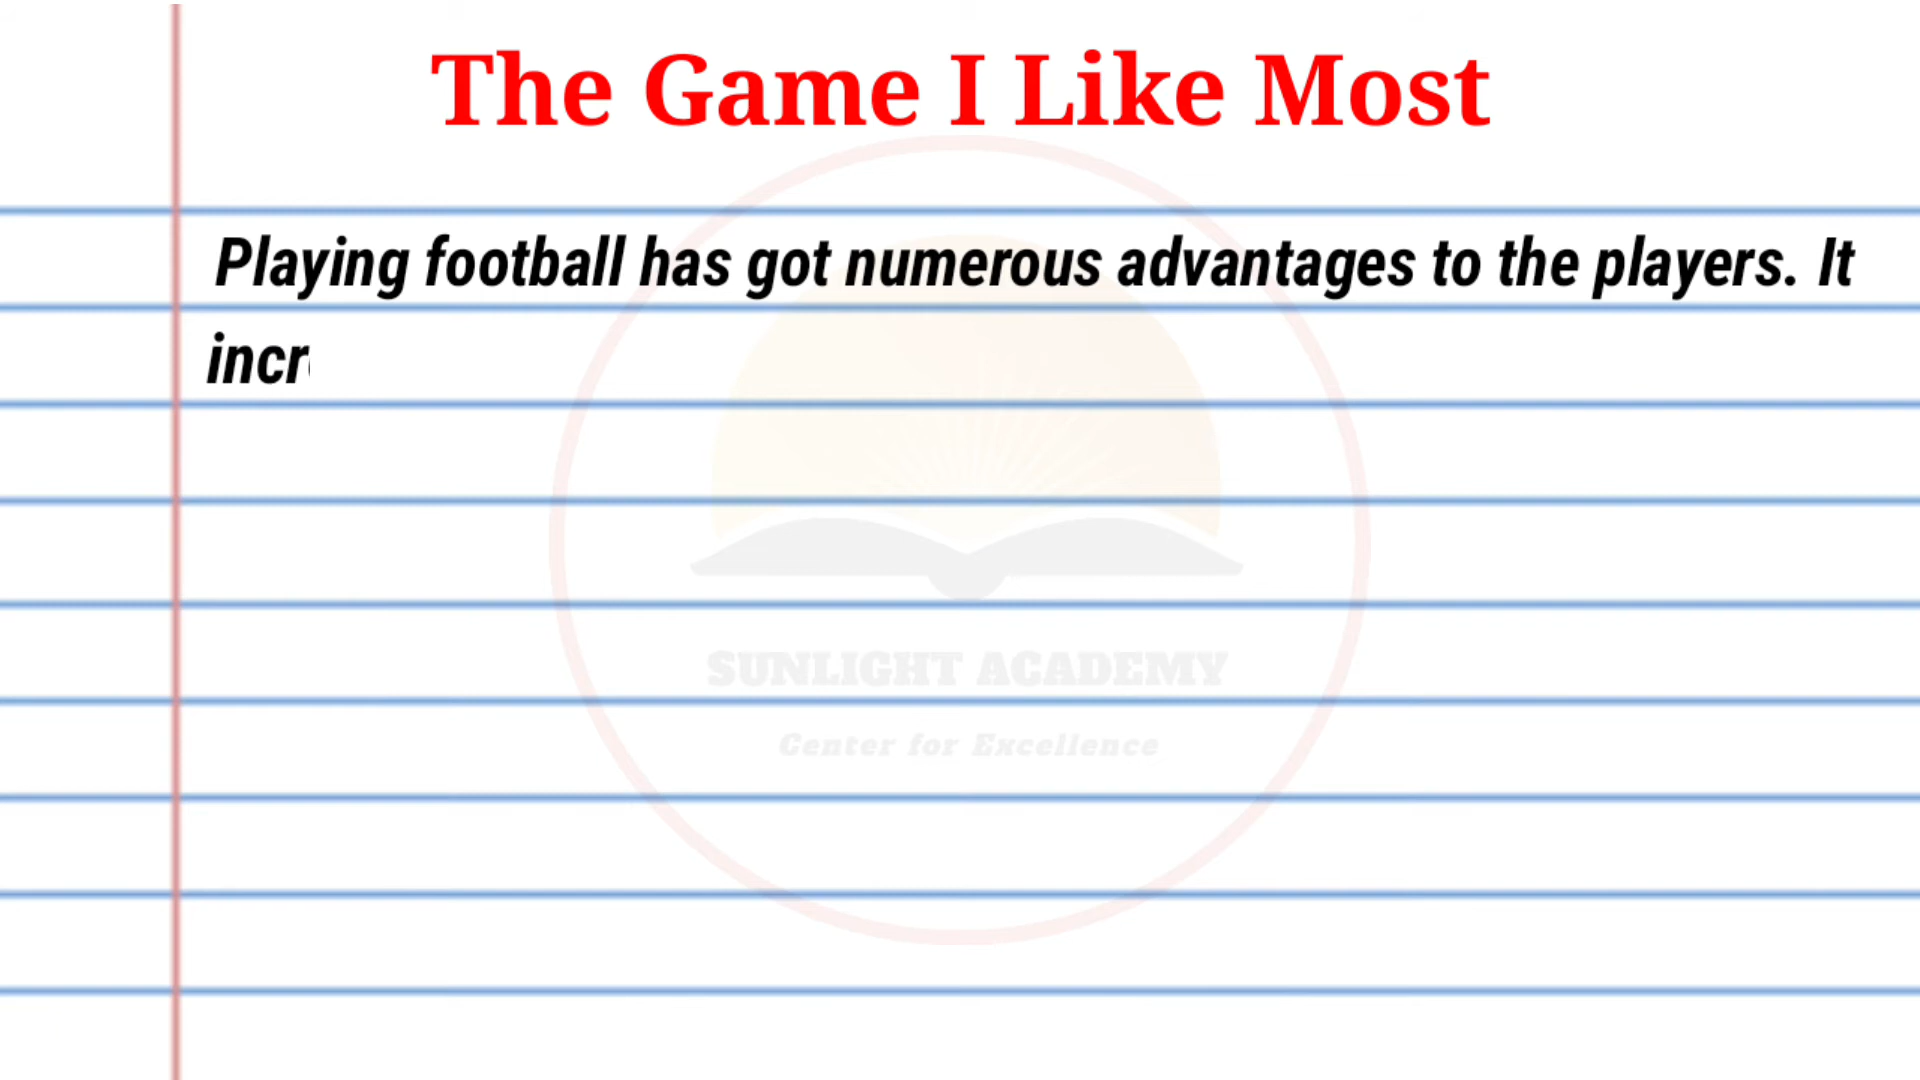 The Game I Like Most
Playing football has got numerous advantages to the players. It
incr
SUNLIGHT ACADEMY
Center for Excellence